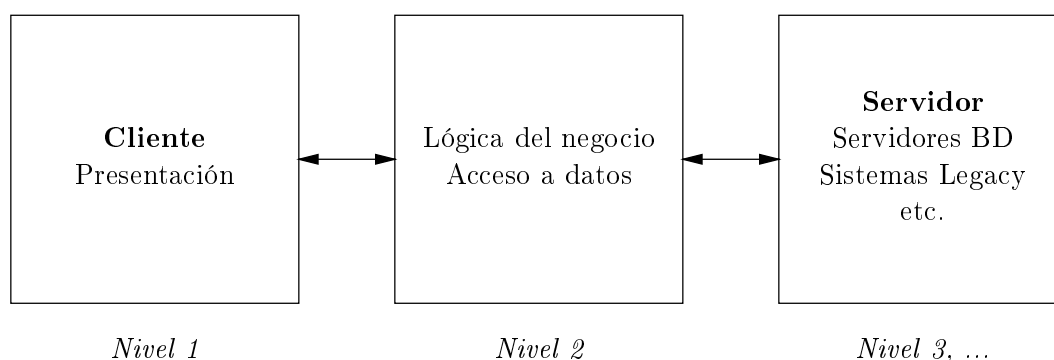 Cliente
Presentación
Lógica del negocio
Acceso a datos
Servidor
Servidores BD
Sistemas Legacy
etc.
Nivel 1
Nivel 2
Nivel 3, ...